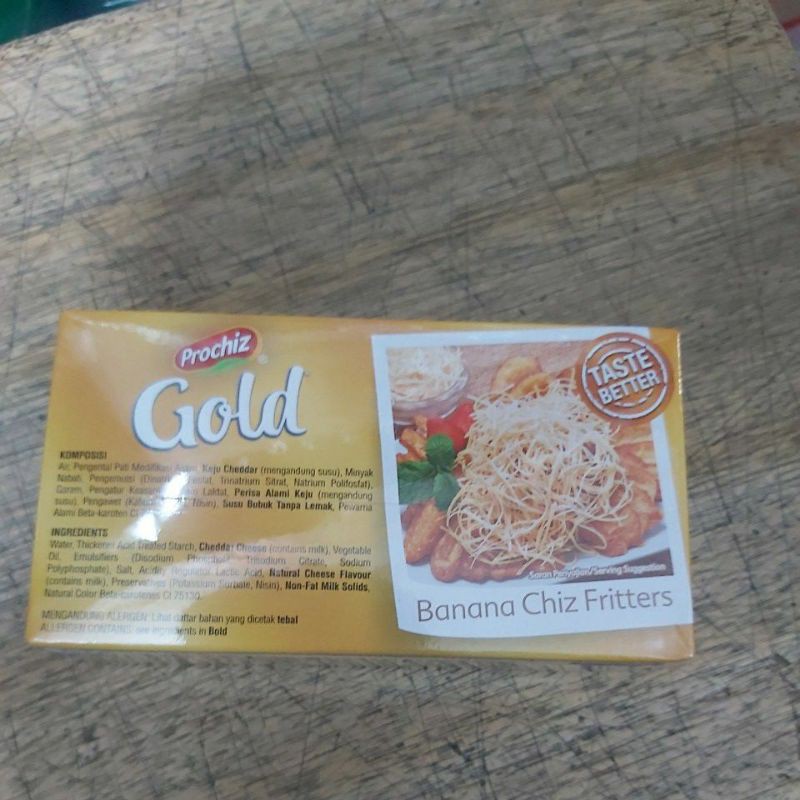 Prochiz
Gold
KOMPOSISI
Air, Pengental Pati Modifikasi Asam, Keju Cheddar (mengandung susu), Minyak
Nabati, Pengemulsi (Dinatrium Fosfat, Trinatrium Sitrat, Natrium Polifosfat),
Garam, Pengatur Keasaman Asam Laktat, Perisa Alami Keju (mengandung
susu), Pengawet (Kalium Nisin), Susu Bubuk Tanpa Lemak, Pewarna
Alami Beta-karoten CI
INGREDIENTS
Water, Thickener Acid Treated Starch, Cheddar Cheese (contains milk), Vegetable
Oil, Emulsifiers (Disodium Phosphate, Trisodium Citrate, Sodium
Polyphosphate), Salt, Acidity Regulator Lactic Acid, Natural Cheese Flavour
(contains milk), Preservatives (Potassium Sorbate, Nisin), Non-Fat Milk Solids,
Natural Color Beta-carotenes CI 75130.
MENGANDUNG ALERGEN: Lihat daftar bahan yang dicetak tebal
ALLERGEN CONTAINS: see ingredients in Bold
TASTE
BETTER
Saran Penyajian/Serving Suggestion
Banana Chiz Fritters